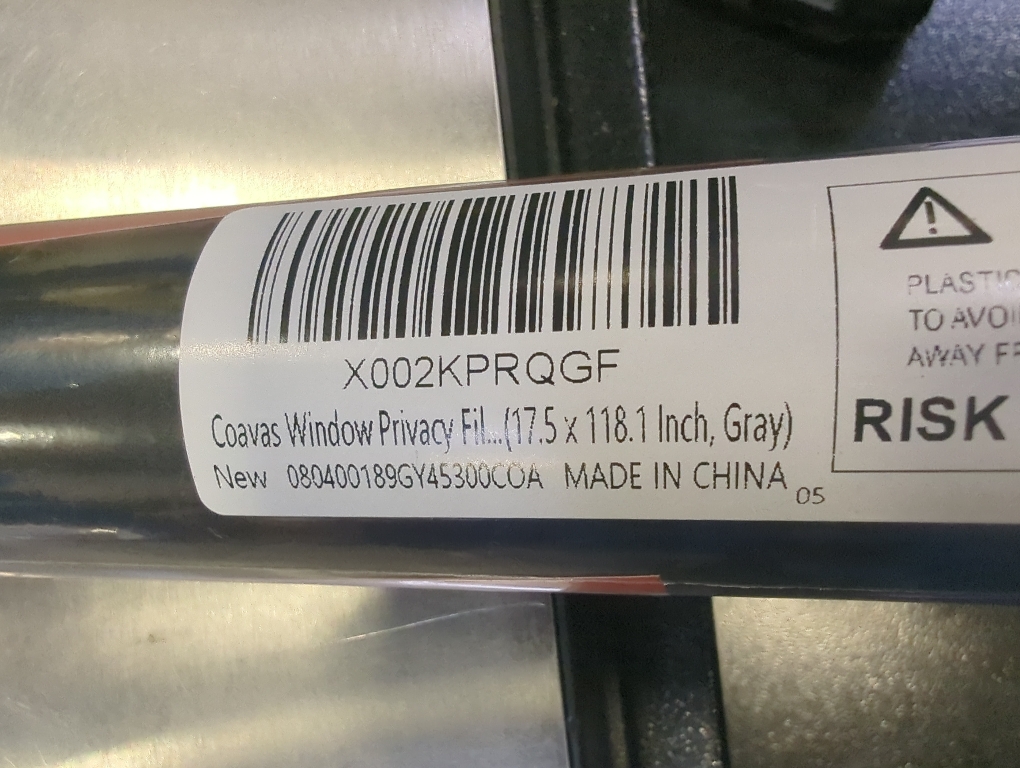 X002KPRQGF
Coavas Window Privacy Fil...(17.5 x 118.1 Inch, Gray)
New 080400189GY45300COA MADE IN CHINA
05
PLASTIC
TO AVOI
AWAY FR
RISK